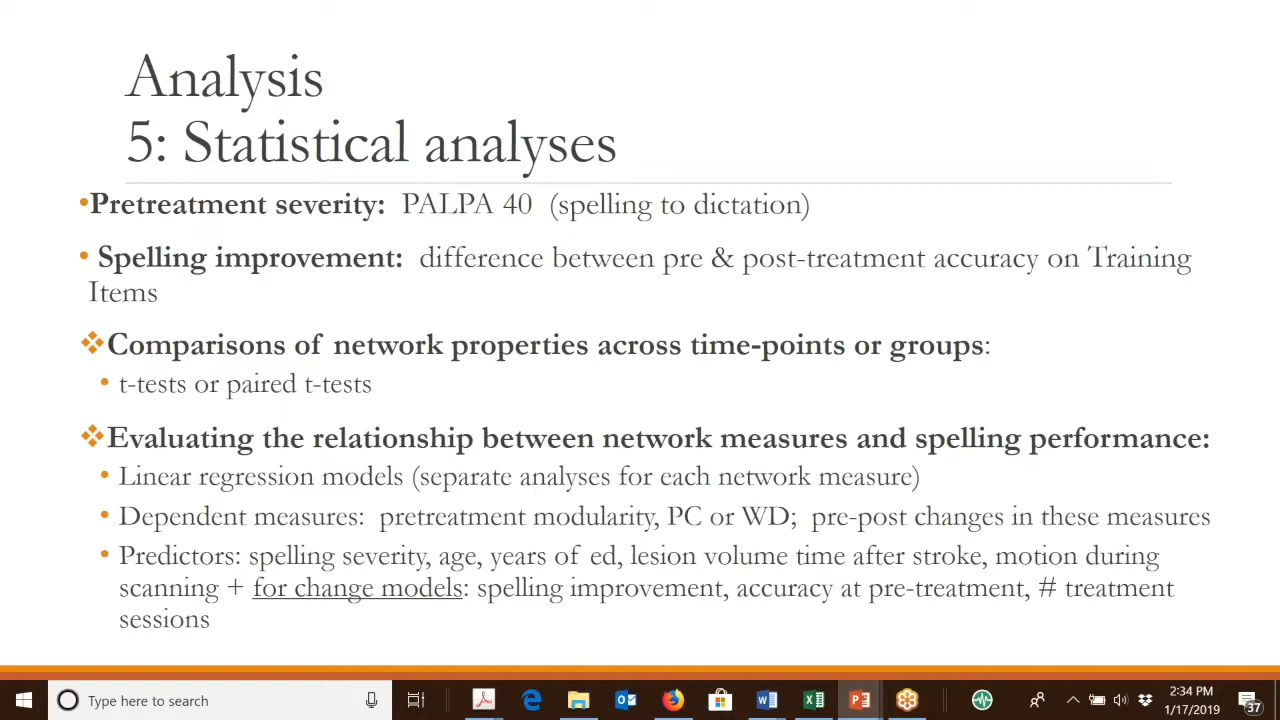 Analysis
5: Statistical analyses
•Pretreatment severity: PALPA 40 (spelling to dictation)
• Spelling improvement: difference between pre & post-treatment accuracy on Training
Items
❖Comparisons of network properties across time-points or groups:
• t-tests or paired t-tests
❖Evaluating the relationship between network measures and spelling performance:
• Linear regression models (separate analyses for each network measure)
• Dependent measures: pretreatment modularity, PC or WD; pre-post changes in these measures
• Predictors: spelling severity, age, years of ed, lesion volume time after stroke, motion during
scanning + for change models: spelling improvement, accuracy at pre-treatment, # treatment
sessions
Type here to search
2:34 PM
1/17/2019
37